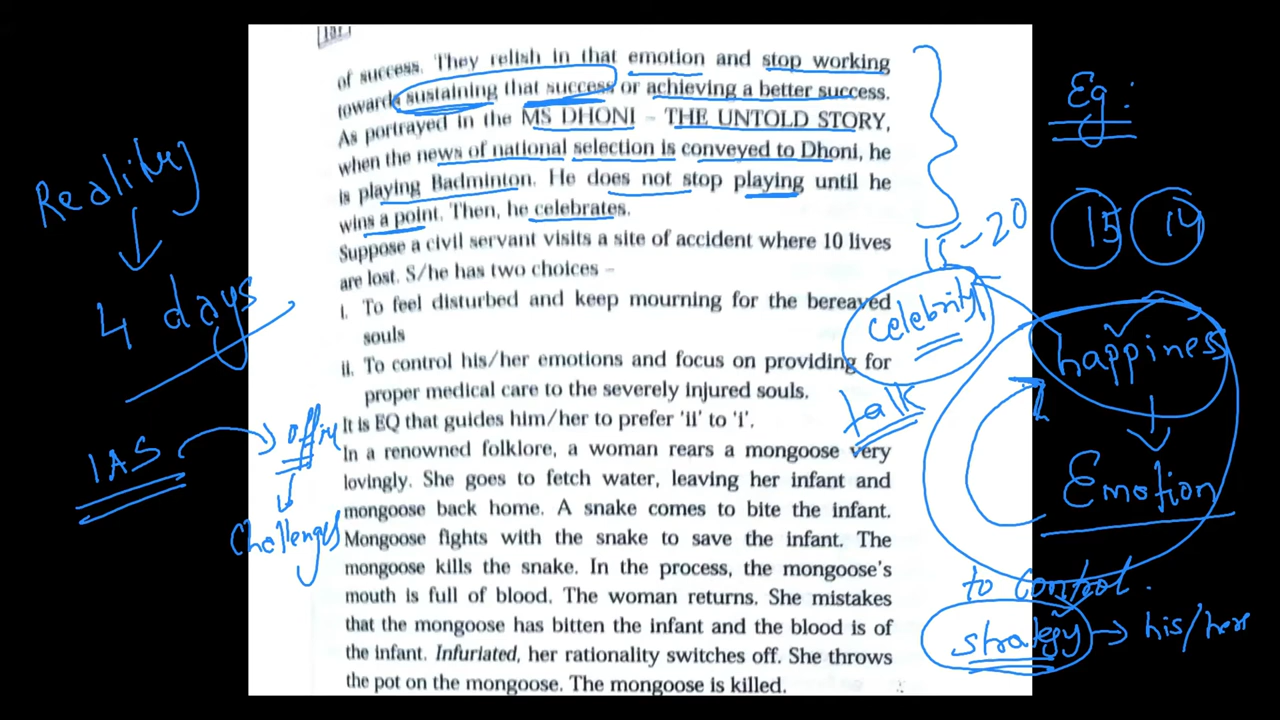 of success. They relish in that emotion and stop working
towards sustaining that success or achieving a better success.
As portrayed in the MS DHONI – THE UNTOLD STORY,
when the news of national selection is conveyed to Dhoni, he
is playing Badminton. He does not stop playing until he
wins a point. Then, he celebrates.
Suppose a civil servant visits a site of accident where 10 lives
are lost. S/he has two choices –
i. To feel disturbed and keep mourning for the bereaved
souls
ii. To control his/her emotions and focus on providing for
proper medical care to the severely injured souls.
It is EQ that guides him/her to prefer 'ii' to 'i'.
In a renowned folklore, a woman rears a mongoose very
lovingly. She goes to fetch water, leaving her infant and
mongoose back home. A snake comes to bite the infant.
Mongoose fights with the snake to save the infant. The
mongoose kills the snake. In the process, the mongoose's
mouth is full of blood. The woman returns. She mistakes
that the mongoose has bitten the infant and the blood is of
the infant. Infuriated, her rationality switches off. She throws
the pot on the mongoose. The mongoose is killed.
Reality
4 days
IAS
Challenges
Eg:
15 14
15-20
celebrity
talk
happiness
Emotion
to control.
strategy → his/hers